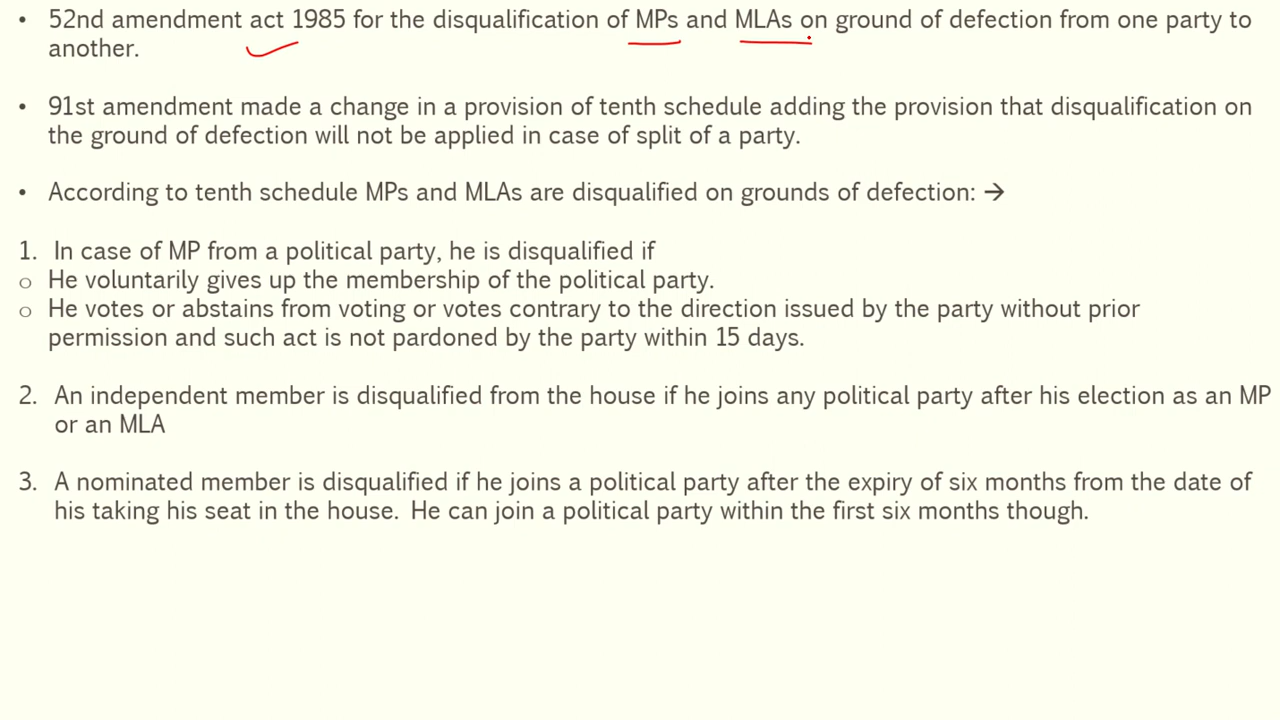 • 52nd amendment act 1985 for the disqualification of MPs and MLAs on ground of defection from one party to
another.
• 91st amendment made a change in a provision of tenth schedule adding the provision that disqualification on
the ground of defection will not be applied in case of split of a party.
• According to tenth schedule MPs and MLAs are disqualified on grounds of defection: →
1. In case of MP from a political party, he is disqualified if
o He voluntarily gives up the membership of the political party.
o He votes or abstains from voting or votes contrary to the direction issued by the party without prior
permission and such act is not pardoned by the party within 15 days.
2. An independent member is disqualified from the house if he joins any political party after his election as an MP
or an MLA
3. A nominated member is disqualified if he joins a political party after the expiry of six months from the date of
his taking his seat in the house. He can join a political party within the first six months though.